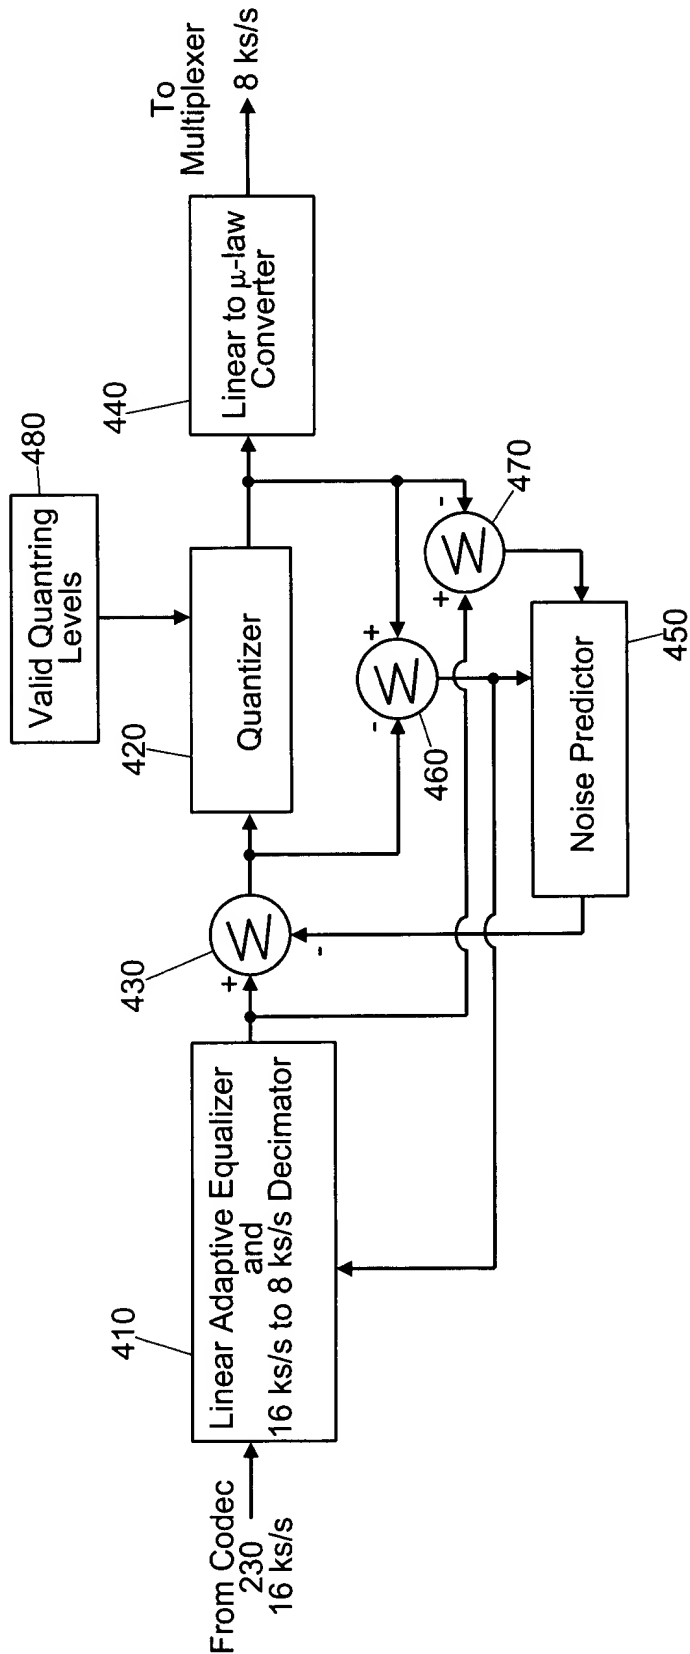 From Codec
230
16 ks/s
410
Linear Adaptive Equalizer
and
16 ks/s to 8 ks/s Decimator
430
+
-
W
420
Quantizer
480
Valid Quantring
Levels
460
-
+
W
470
+
-
W
450
Noise Predictor
440
Linear to µ-law
Converter
To
Multiplexer
8 ks/s